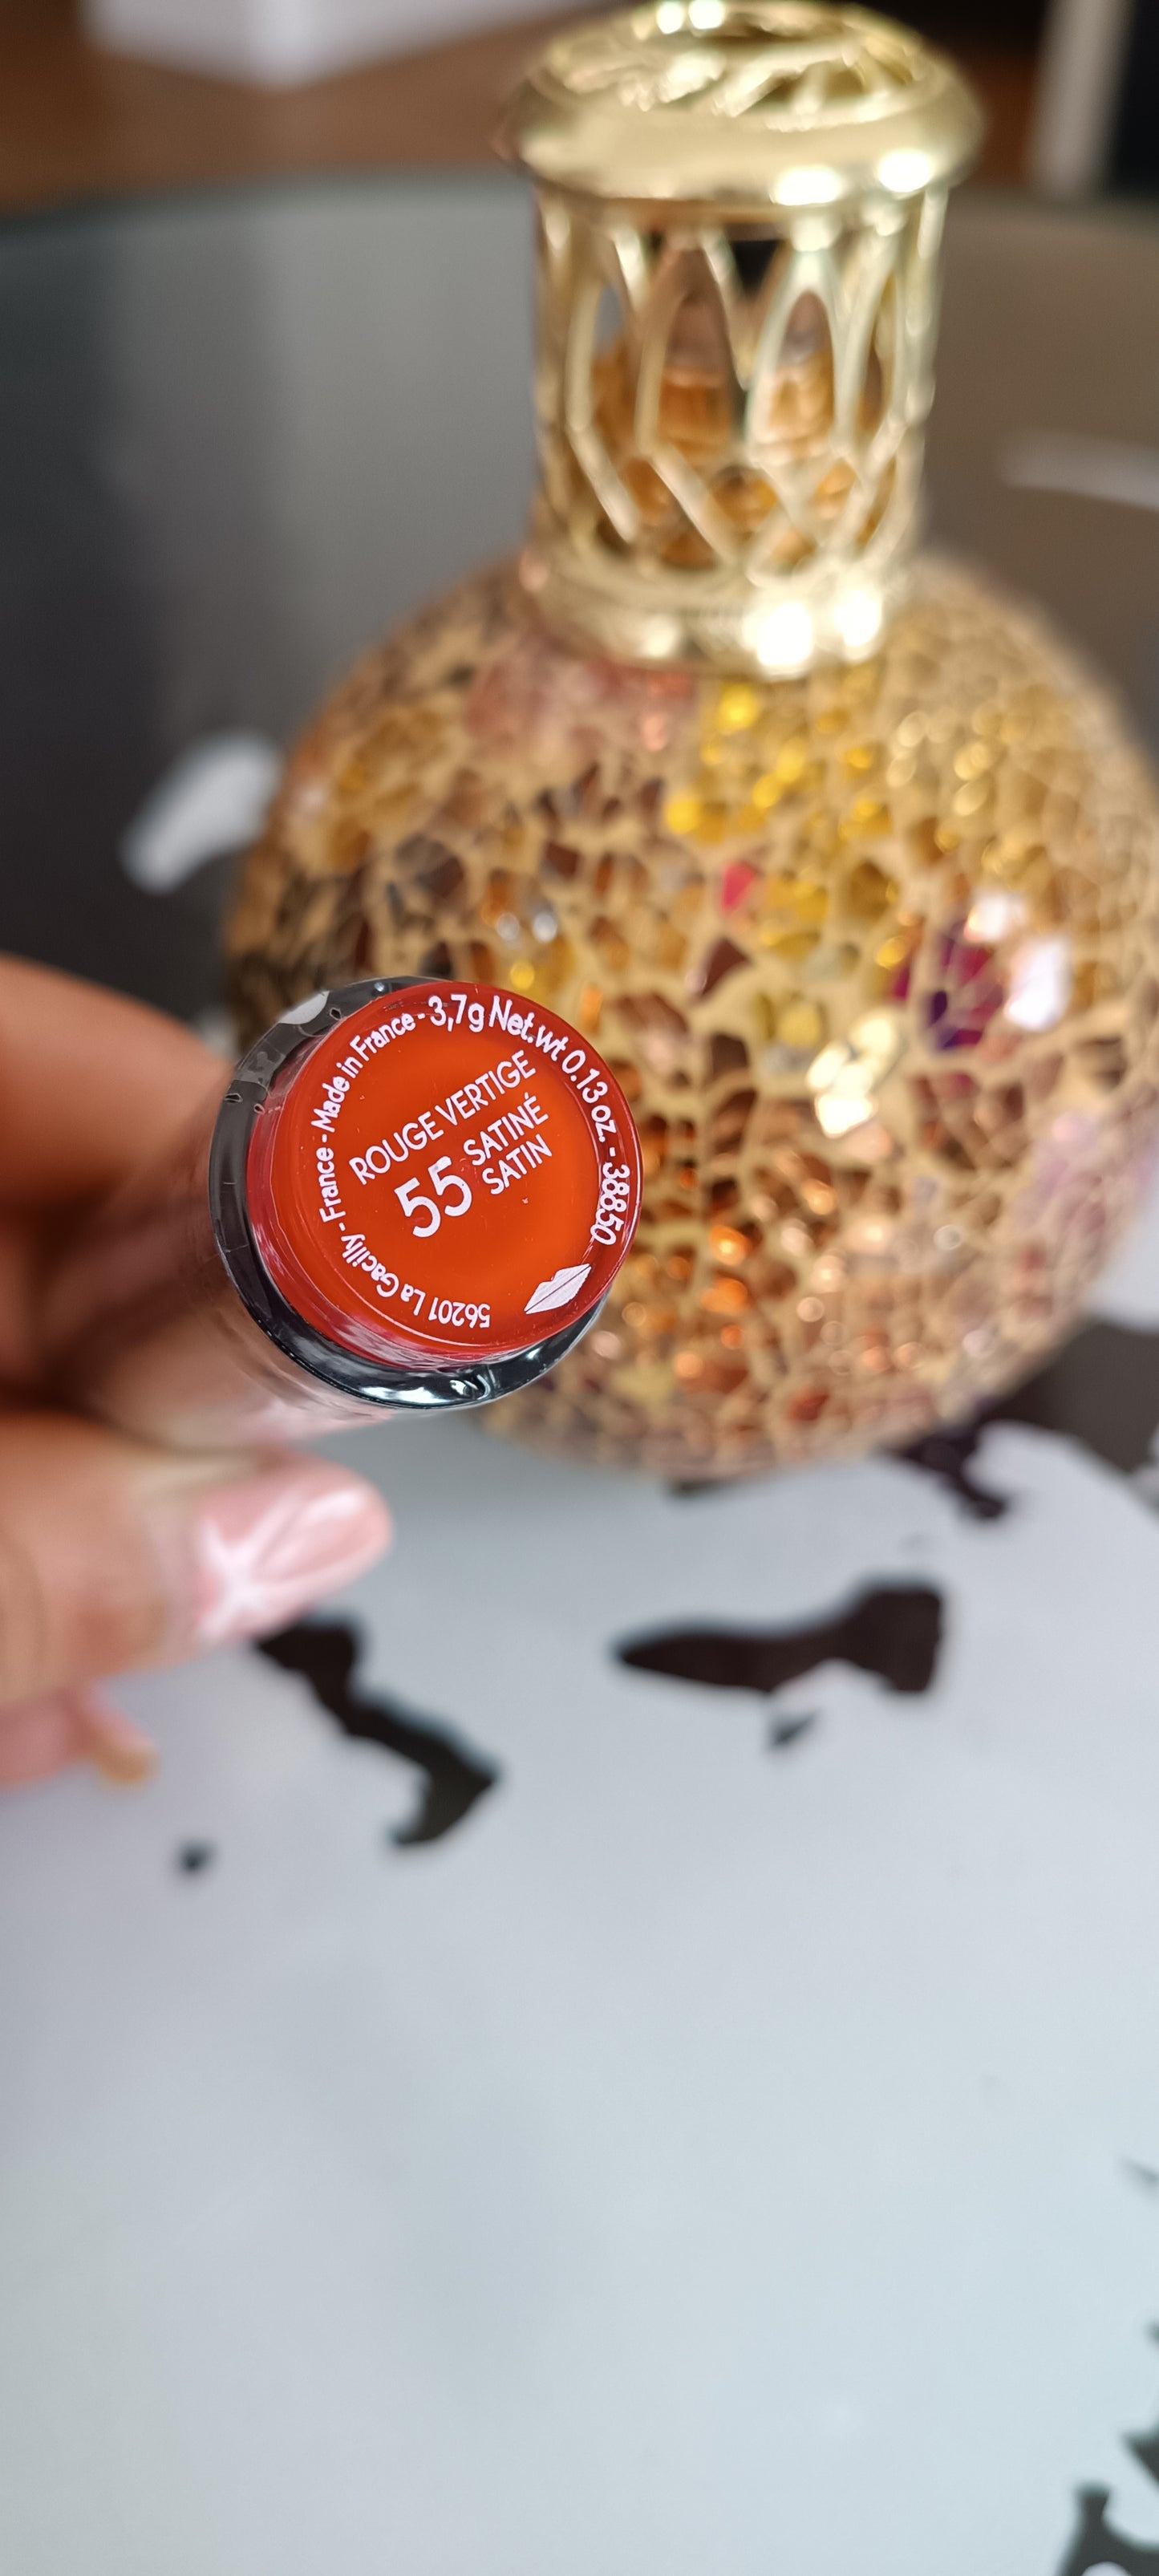 ROUGE VERTIGE
55 SATINÉ
SATIN
56201 La Gacilly - France - Made in France - 3,7g Net.wt 0.13 oz. - 38850